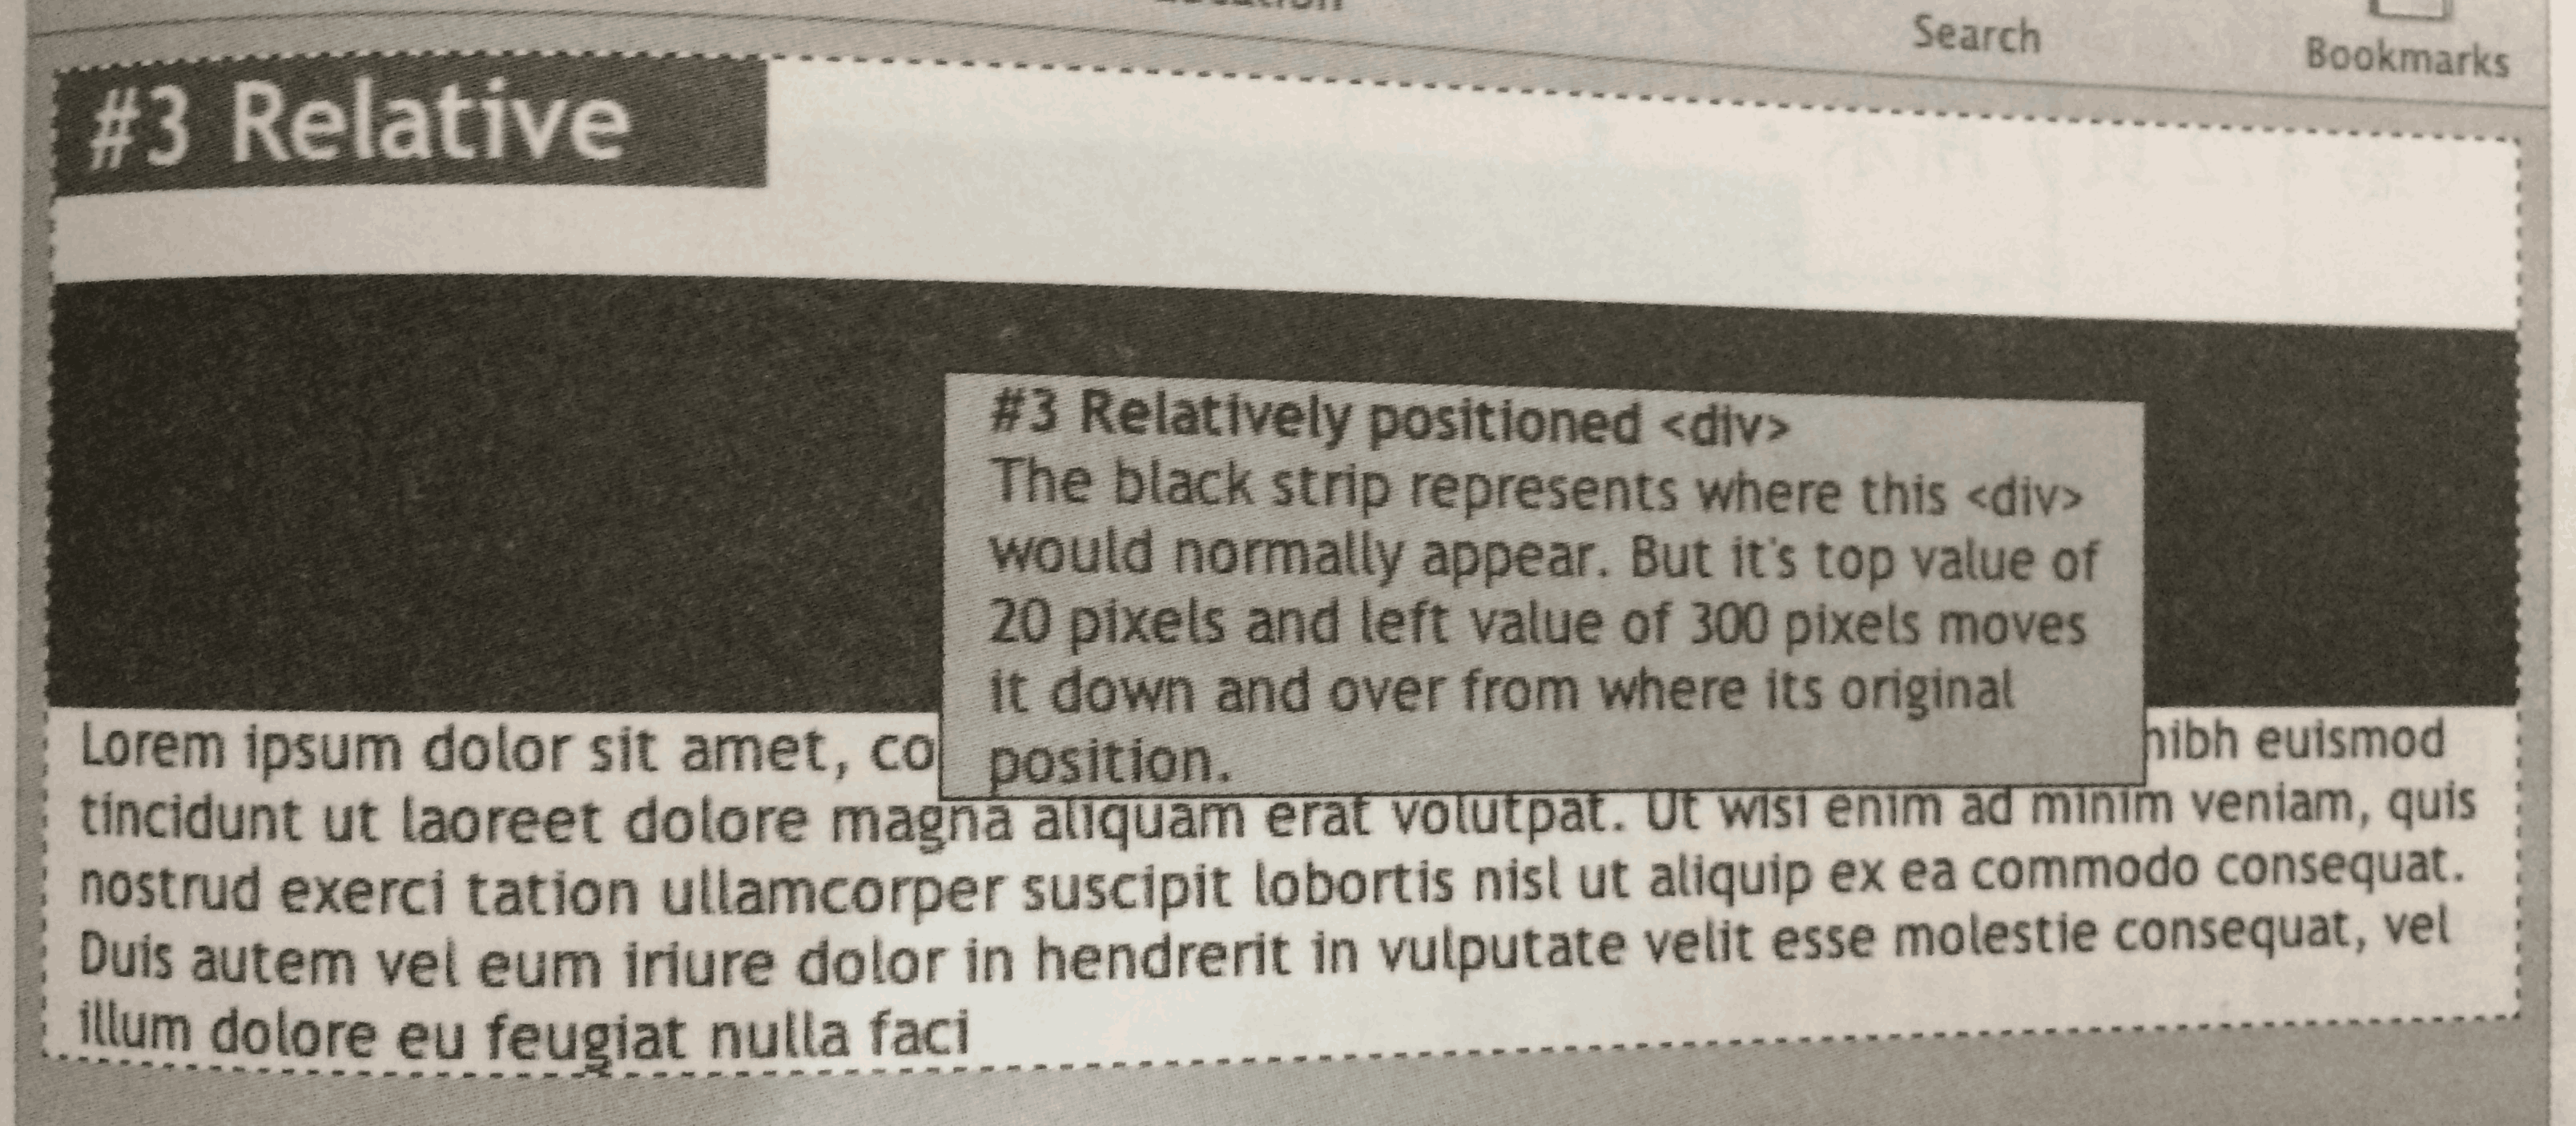 Search
Bookmarks
#3 Relative
#3 Relatively positioned <div>
The black strip represents where this <div>
would normally appear. But it's top value of
20 pixels and left value of 300 pixels moves
it down and over from where its original
position.
Lorem ipsum dolor sit amet, co nibh euismod
tincidunt ut laoreet dolore magna aliquam erat volutpat. Ut wisi enim ad minim veniam, quis
nostrud exerci tation ullamcorper suscipit lobortis nisl ut aliquip ex ea commodo consequat.
Duis autem vel eum iriure dolor in hendrerit in vulputate velit esse molestie consequat, vel
illum dolore eu feugiat nulla faci